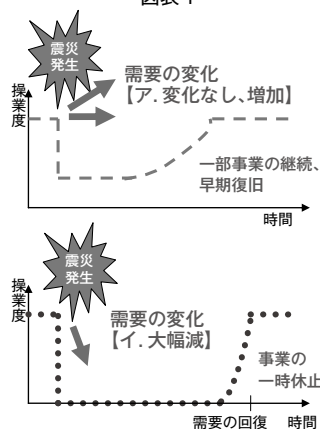 震災
発生
需要の変化
【ア.変化なし、増加】
操業度
一部事業の継続、
早期復旧
時間
震災
発生
操業度
需要の変化
【イ.大幅減】
事業の
一時休止
需要の回復
時間